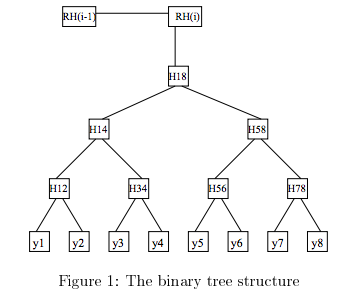 RH(i-1) RH(i)
H18
H14 H58
H12 H34 H56 H78
y1 y2 y3 y4 y5 y6 y7 y8
Figure 1: The binary tree structure